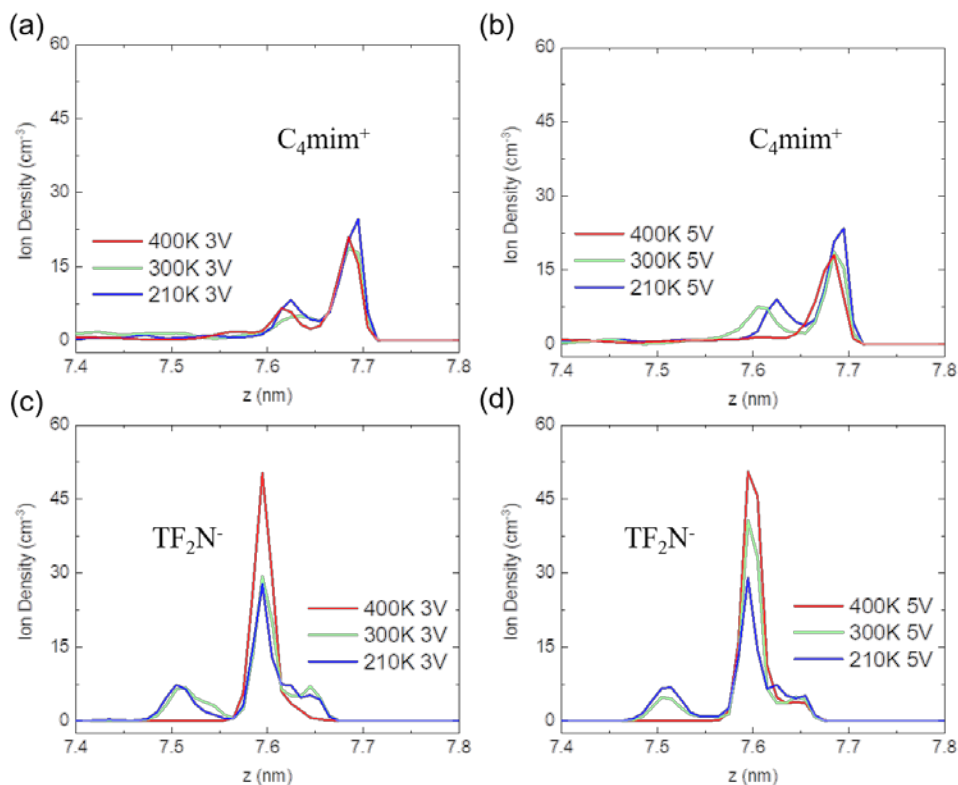 (a)
60
45
30
15
0
Ion Density (cm-3)
C4mim+
400K 3V
300K 3V
210K 3V
7.4 7.5 7.6 7.7 7.8
z (nm)
(b)
60
45
30
15
0
Ion Density (cm-3)
C4mim+
400K 5V
300K 5V
210K 5V
7.4 7.5 7.6 7.7 7.8
z (nm)
(c)
60
45
30
15
0
Ion Density (cm-3)
TF2N-
400K 3V
300K 3V
210K 3V
7.4 7.5 7.6 7.7 7.8
z (nm)
(d)
60
45
30
15
0
Ion Density (cm-3)
TF2N-
400K 5V
300K 5V
210K 5V
7.4 7.5 7.6 7.7 7.8
z (nm)